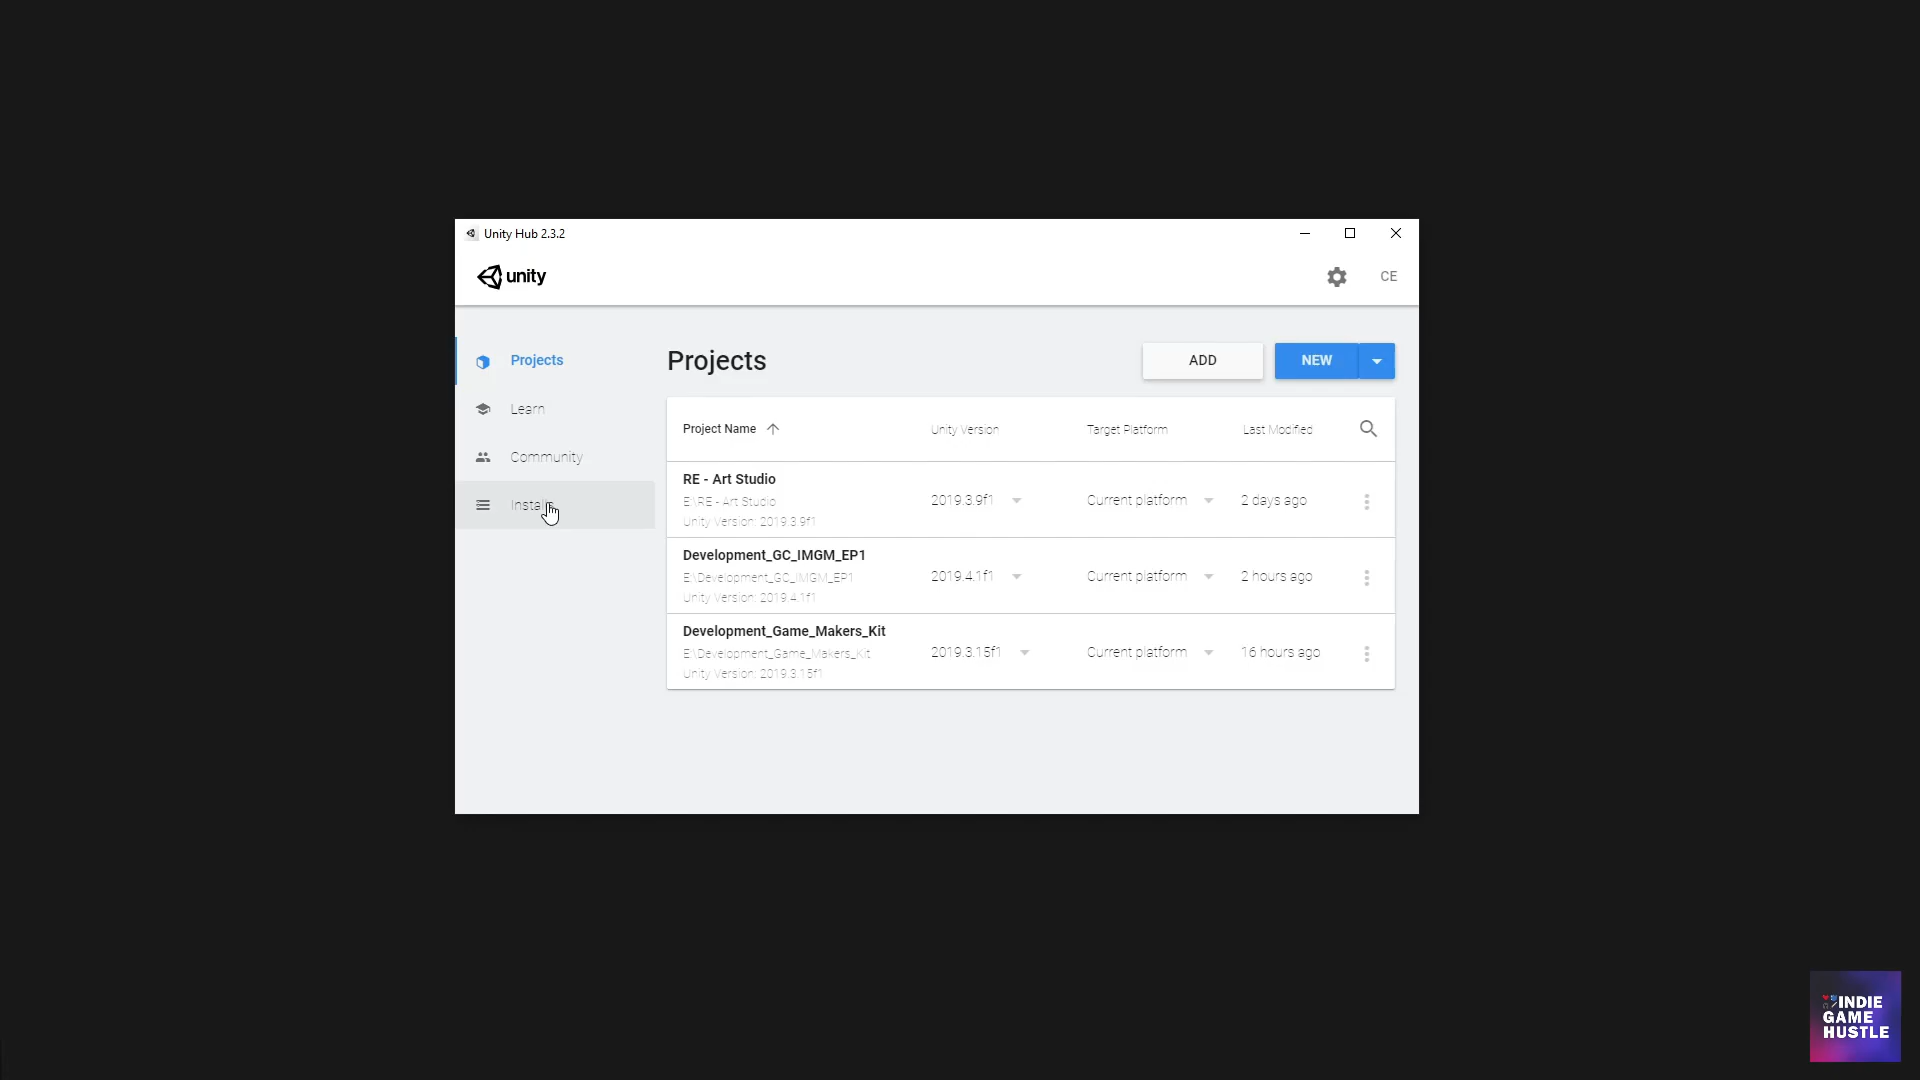 Unity Hub 2.3.2
unity
CE
Projects
Learn
Community
Installs
Projects
ADD
NEW
Project Name
Unity Version
Target Platform
Last Modified
RE - Art Studio
E:\RE - Art Studio
Unity Version: 2019.3.9f1
2019.3.9f1
Current platform
2 days ago
Development_GC_IMGM_EP1
E:\Development_GC_IMGM_EP1
Unity Version: 2019.4.1f1
2019.4.1f1
Current platform
2 hours ago
Development_Game_Makers_Kit
E:\Development_Game_Makers_Kit
Unity Version: 2019.3.15f1
2019.3.15f1
Current platform
16 hours ago
INDIE
GAME
HUSTLE